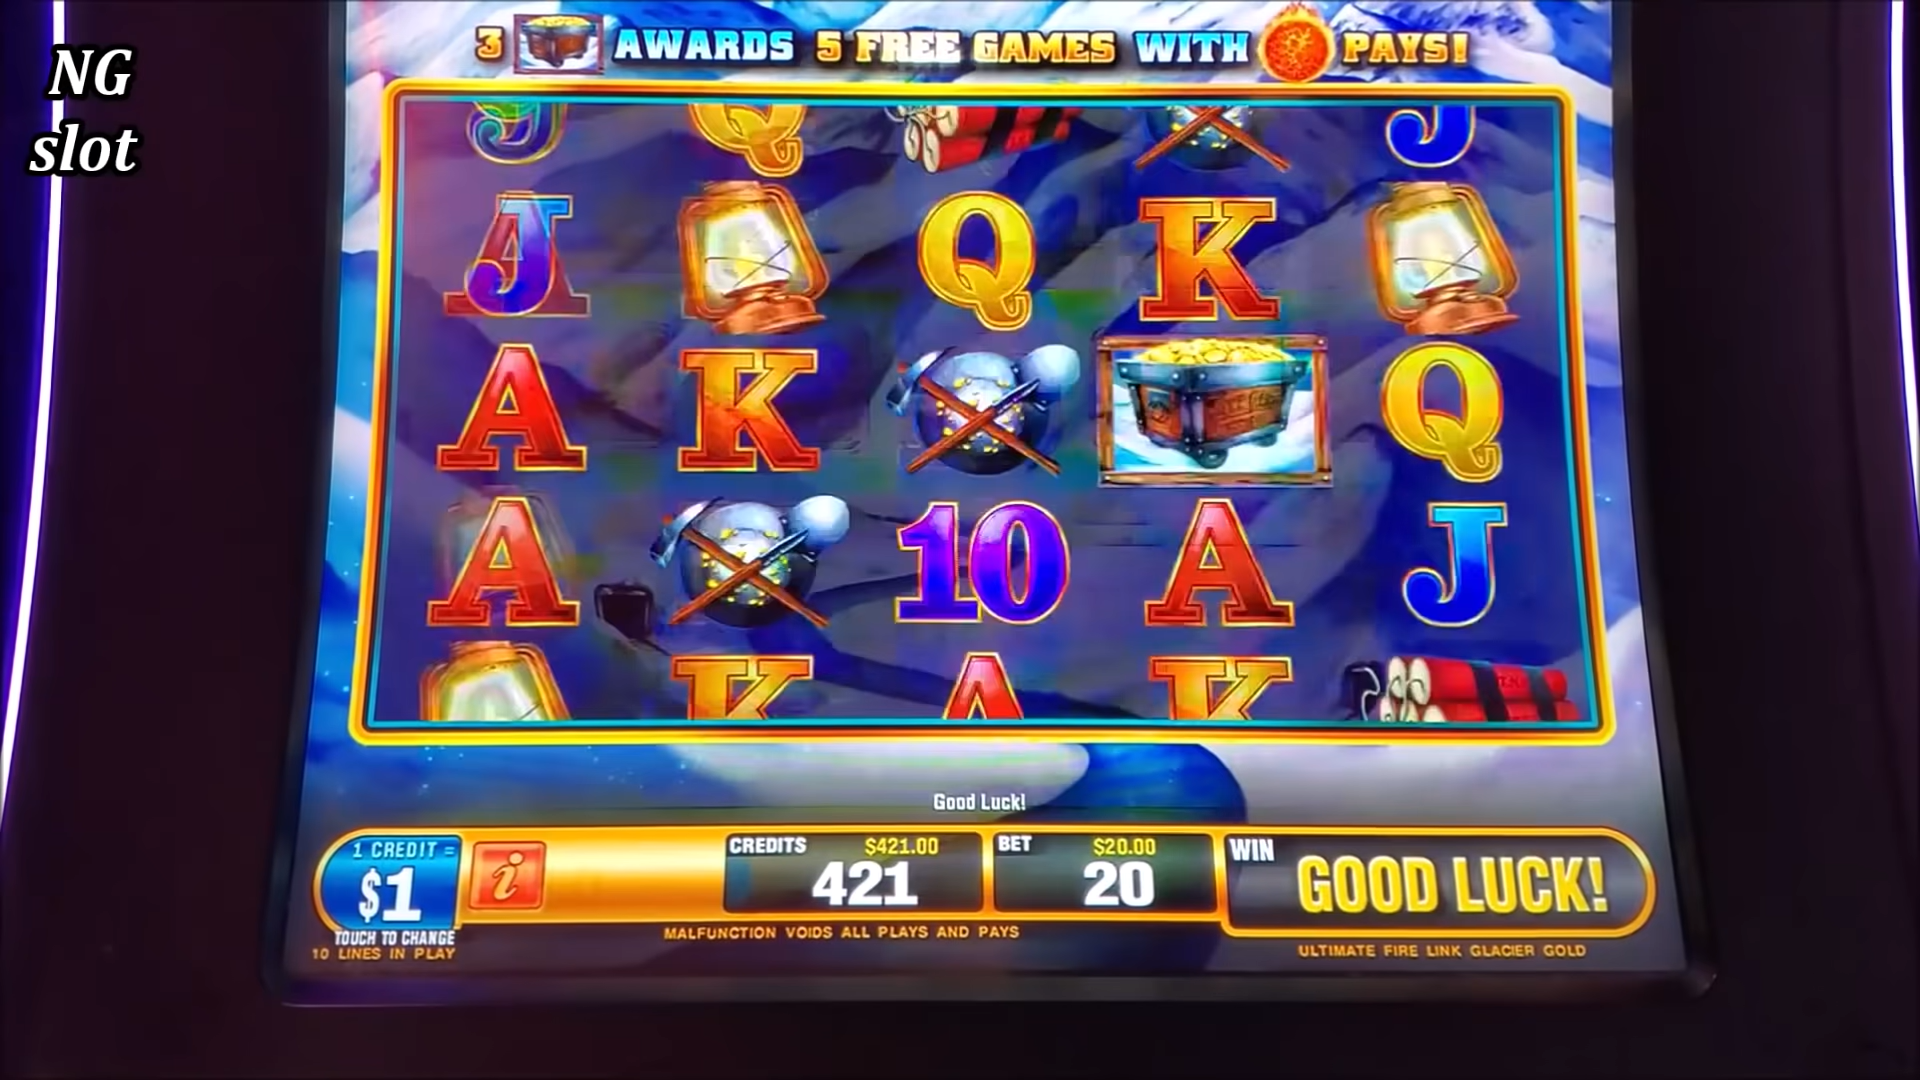 NG
slot
3 AWARDS 5 FREE GAMES WITH PAYS!
J Q J
J Q K
A K Q
A 10 A J
K A K
Good Luck!
1 CREDIT =
$1
TOUCH TO CHANGE
10 LINES IN PLAY
i
CREDITS $421.00
421
BET $20.00
20
WIN GOOD LUCK!
MALFUNCTION VOIDS ALL PLAYS AND PAYS
ULTIMATE FIRE LINK GLACIER GOLD